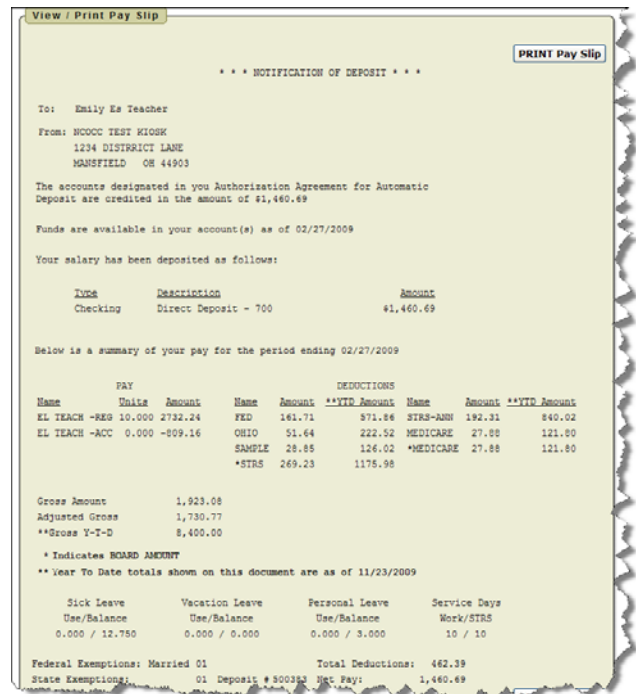 View / Print Pay Slip
PRINT Pay Slip
* * * NOTIFICATION OF DEPOSIT * * *
To: Emily Es Teacher
From: NCOCC TEST KIOSK
1234 DISTRRICT LANE
MANSFIELD OH 44903
The accounts designated in you Authorization Agreement for Automatic
Deposit are credited in the amount of $1,460.69
Funds are available in your account(s) as of 02/27/2009
Your salary has been deposited as follows:
Type Description Amount
Checking Direct Deposit - 700 $1,460.69
Below is a summary of your pay for the period ending 02/27/2009
PAY DEDUCTIONS
Name Units Amount Name Amount **YTD Amount Name Amount **YTD Amount
EL TEACH -REG 10.000 2732.24 FED 161.71 571.86 STRS-ANN 192.31 840.02
EL TEACH -ACC 0.000 -809.16 OHIO 51.64 222.52 MEDICARE 27.88 121.80
SAMPLE 28.85 126.02 *MEDICARE 27.88 121.80
*STRS 269.23 1175.98
Gross Amount 1,923.08
Adjusted Gross 1,730.77
**Gross Y-T-D 8,400.00
* Indicates BOARD AMOUNT
** Year To Date totals shown on this document are as of 11/23/2009
Sick Leave Vacation Leave Personal Leave Service Days
Use/Balance Use/Balance Use/Balance Work/STRS
0.000 / 12.750 0.000 / 0.000 0.000 / 3.000 10 / 10
Federal Exemptions: Married 01 Total Deductions: 462.39
State Exemptions: 01 Deposit # 500383 Net Pay: 1,460.69